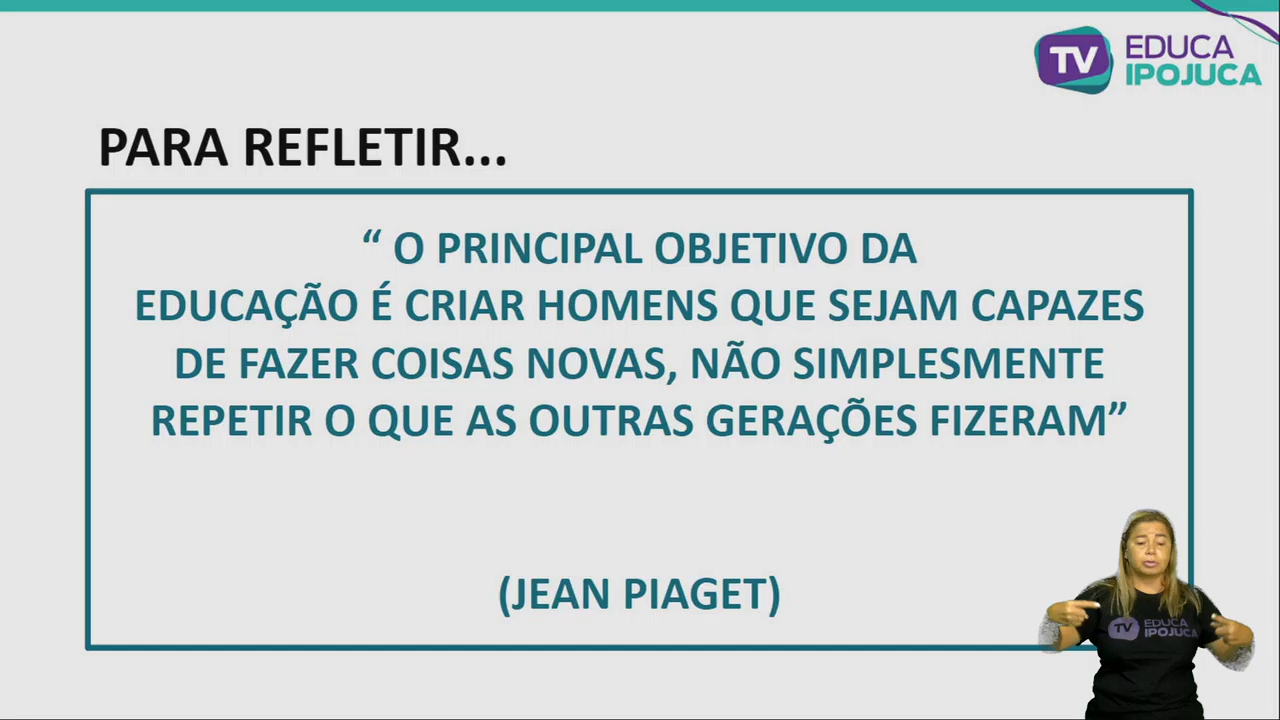 TV EDUCA
IPOJUCA
PARA REFLETIR...
“ O PRINCIPAL OBJETIVO DA
EDUCAÇÃO É CRIAR HOMENS QUE SEJAM CAPAZES
DE FAZER COISAS NOVAS, NÃO SIMPLESMENTE
REPETIR O QUE AS OUTRAS GERAÇÕES FIZERAM”
(JEAN PIAGET)
TV EDUCA
IPOJUCA